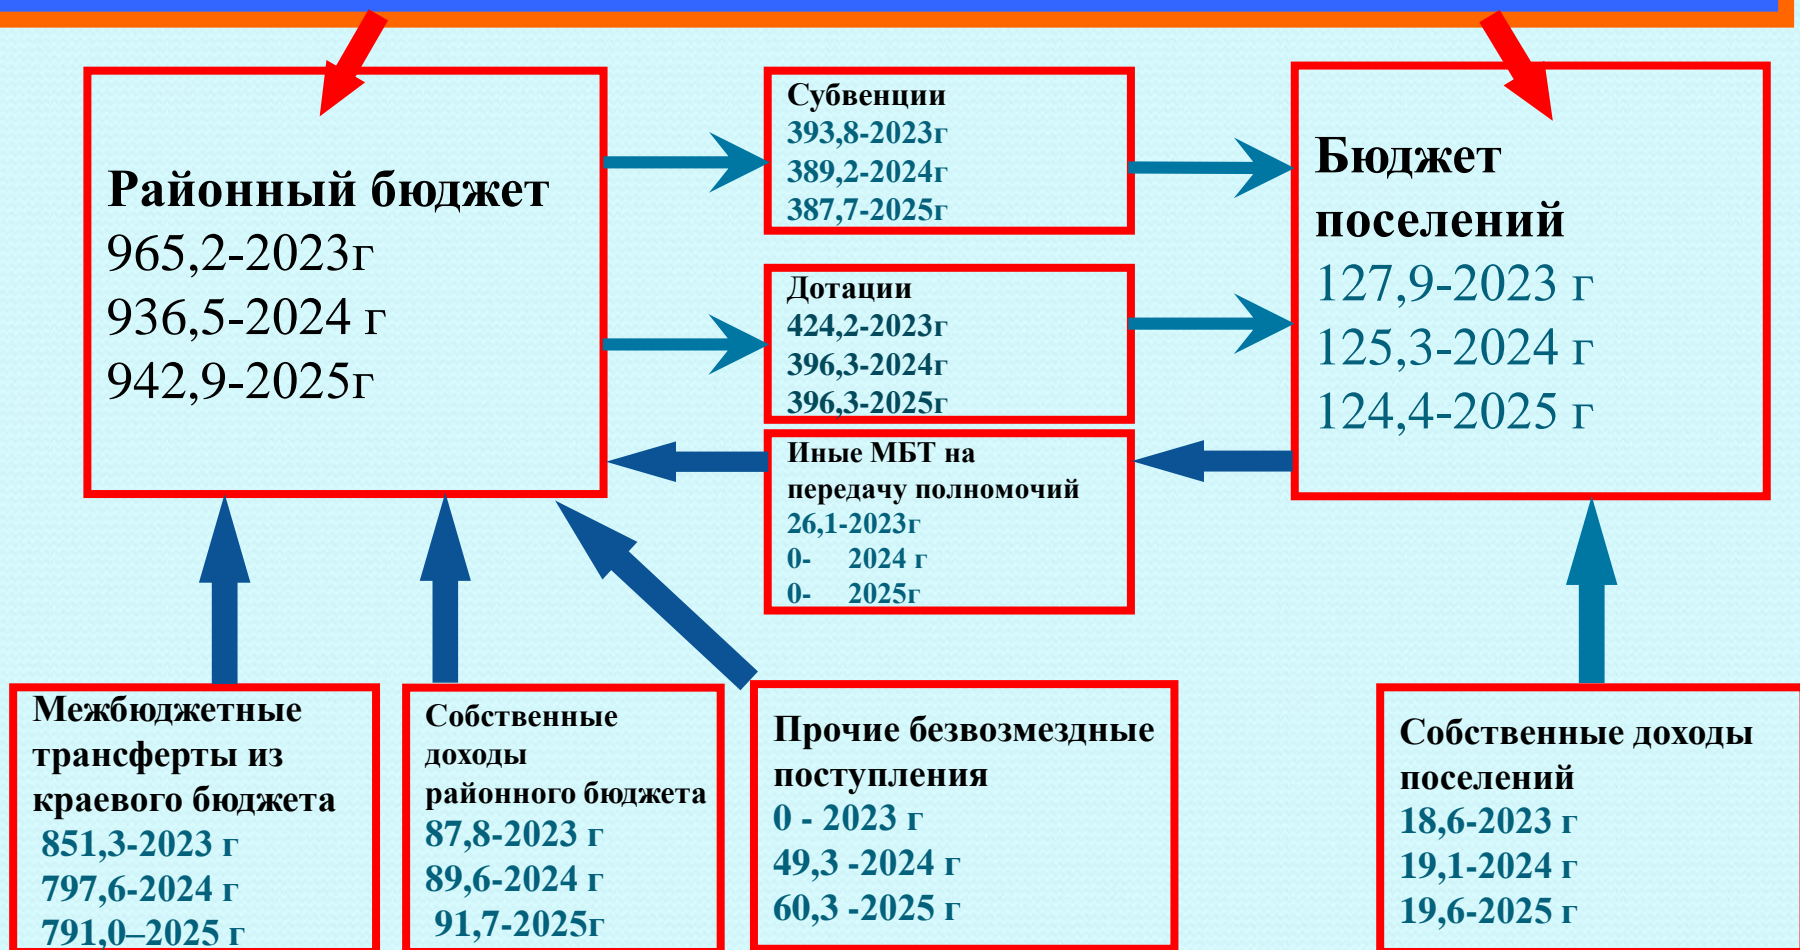 Районный бюджет
965,2-2023г
936,5-2024 г
942,9-2025г
Субвенции
393,8-2023г
389,2-2024г
387,7-2025г
Дотации
424,2-2023г
396,3-2024г
396,3-2025г
Иные МБТ на
передачу полномочий
26,1-2023г
0- 2024 г
0- 2025г
Бюджет
поселений
127,9-2023 г
125,3-2024 г
124,4-2025 г
Межбюджетные
трансферты из
краевого бюджета
851,3-2023 г
797,6-2024 г
791,0–2025 г
Собственные
доходы
районного бюджета
87,8-2023 г
89,6-2024 г
91,7-2025г
Прочие безвозмездные
поступления
0 - 2023 г
49,3 -2024 г
60,3 -2025 г
Собственные доходы
поселений
18,6-2023 г
19,1-2024 г
19,6-2025 г